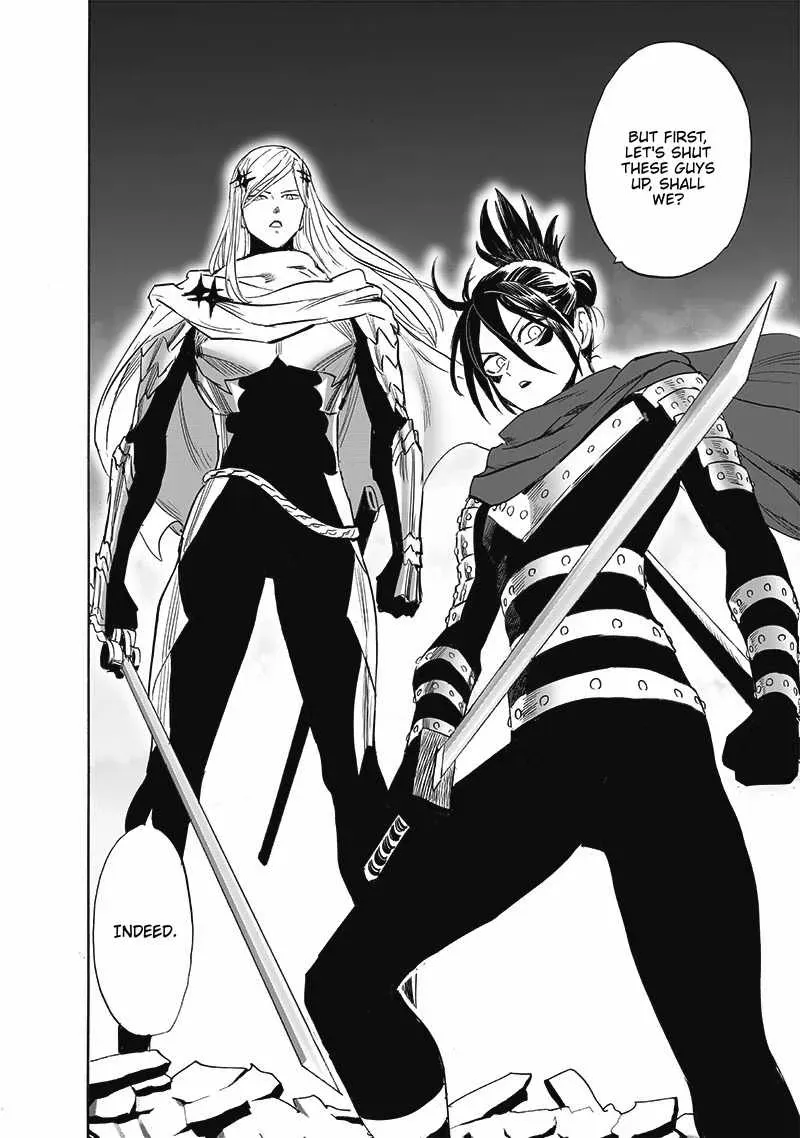 BUT FIRST,
LET'S SHUT
THESE GUYS
UP, SHALL
WE?
INDEED.